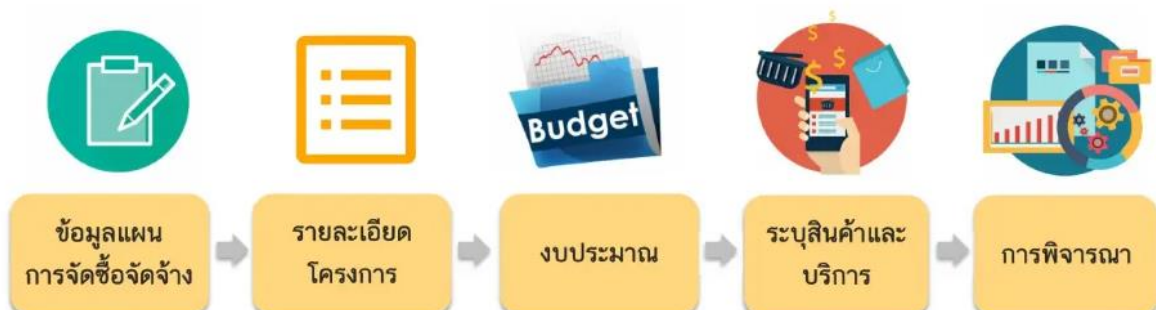 Budget
ข้อมูลแผน
การจัดซื้อจัดจ้าง
รายละเอียด
โครงการ
งบประมาณ
ระบุสินค้าและ
บริการ
การพิจารณา